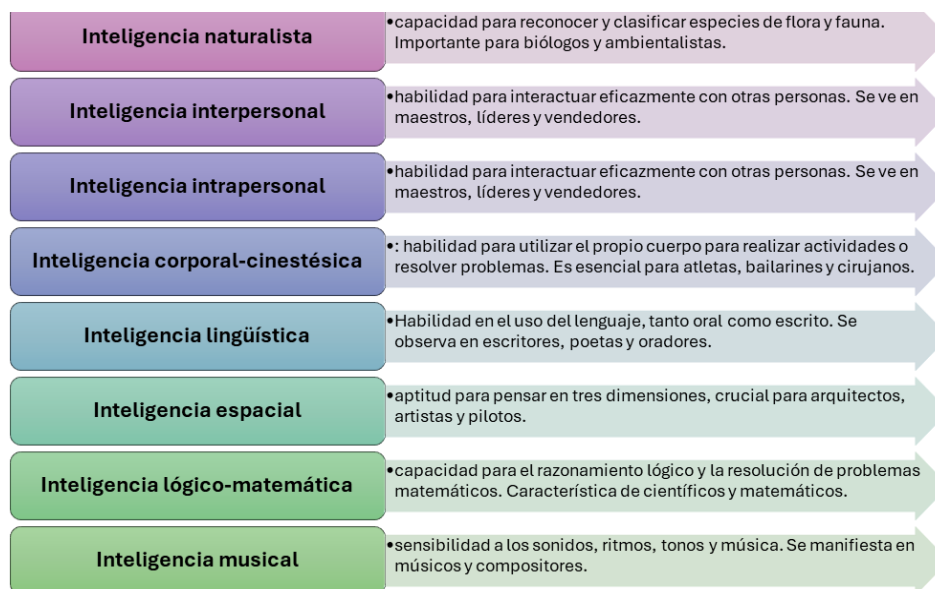 Inteligencia naturalista
•capacidad para reconocer y clasificar especies de flora y fauna.
Importante para biólogos y ambientalistas.
Inteligencia interpersonal
•habilidad para interactuar eficazmente con otras personas. Se ve en
maestros, líderes y vendedores.
Inteligencia intrapersonal
•habilidad para interactuar eficazmente con otras personas. Se ve en
maestros, líderes y vendedores.
Inteligencia corporal-cinestésica
•: habilidad para utilizar el propio cuerpo para realizar actividades o
resolver problemas. Es esencial para atletas, bailarines y cirujanos.
Inteligencia lingüística
•Habilidad en el uso del lenguaje, tanto oral como escrito. Se
observa en escritores, poetas y oradores.
Inteligencia espacial
•aptitud para pensar en tres dimensiones, crucial para arquitectos,
artistas y pilotos.
Inteligencia lógico-matemática
•capacidad para el razonamiento lógico y la resolución de problemas
matemáticos. Característica de científicos y matemáticos.
Inteligencia musical
•sensibilidad a los sonidos, ritmos, tonos y música. Se manifiesta en
músicos y compositores.